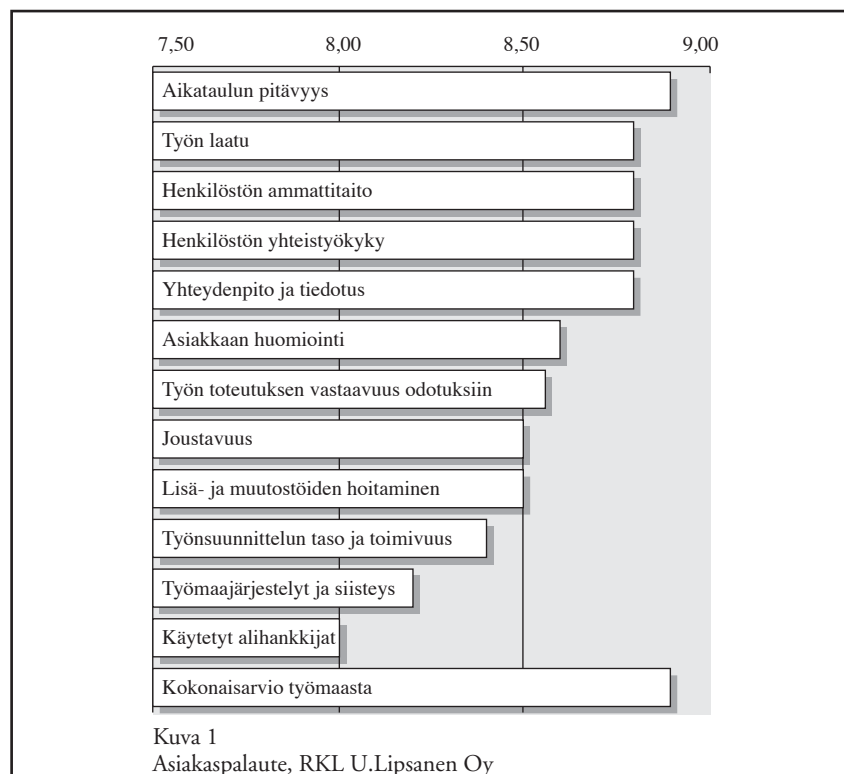 7,50 8,00 8,50 9,00
Aikataulun pitävyys
Työn laatu
Henkilöstön ammattitaito
Henkilöstön yhteistyökyky
Yhteydenpito ja tiedotus
Asiakkaan huomiointi
Työn toteutuksen vastaavuus odotuksiin
Joustavuus
Lisä- ja muutostöiden hoitaminen
Työnsuunnittelun taso ja toimivuus
Työmaajärjestelyt ja siisteys
Käytetyt alihankkijat
Kokonaisarvio työmaasta
Kuva 1
Asiakaspalaute, RKL U.Lipsanen Oy